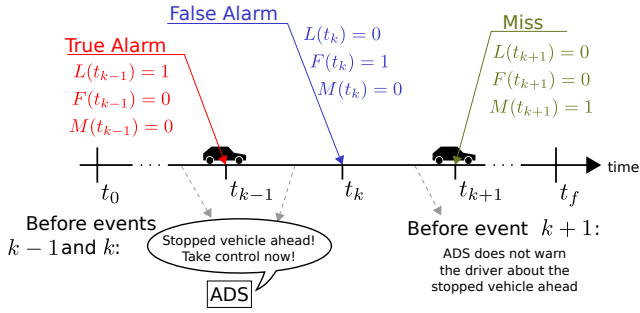 False Alarm
L(t_k) = 0
F(t_k) = 1
M(t_k) = 0
True Alarm
L(t_{k-1}) = 1
F(t_{k-1}) = 0
M(t_{k-1}) = 0
Miss
L(t_{k+1}) = 0
F(t_{k+1}) = 0
M(t_{k+1}) = 1
time
t_0
t_{k-1}
t_k
t_{k+1}
t_f
Before events
k − 1 and k:
Stopped vehicle ahead!
Take control now!
ADS
Before event k + 1:
ADS does not warn
the driver about the
stopped vehicle ahead